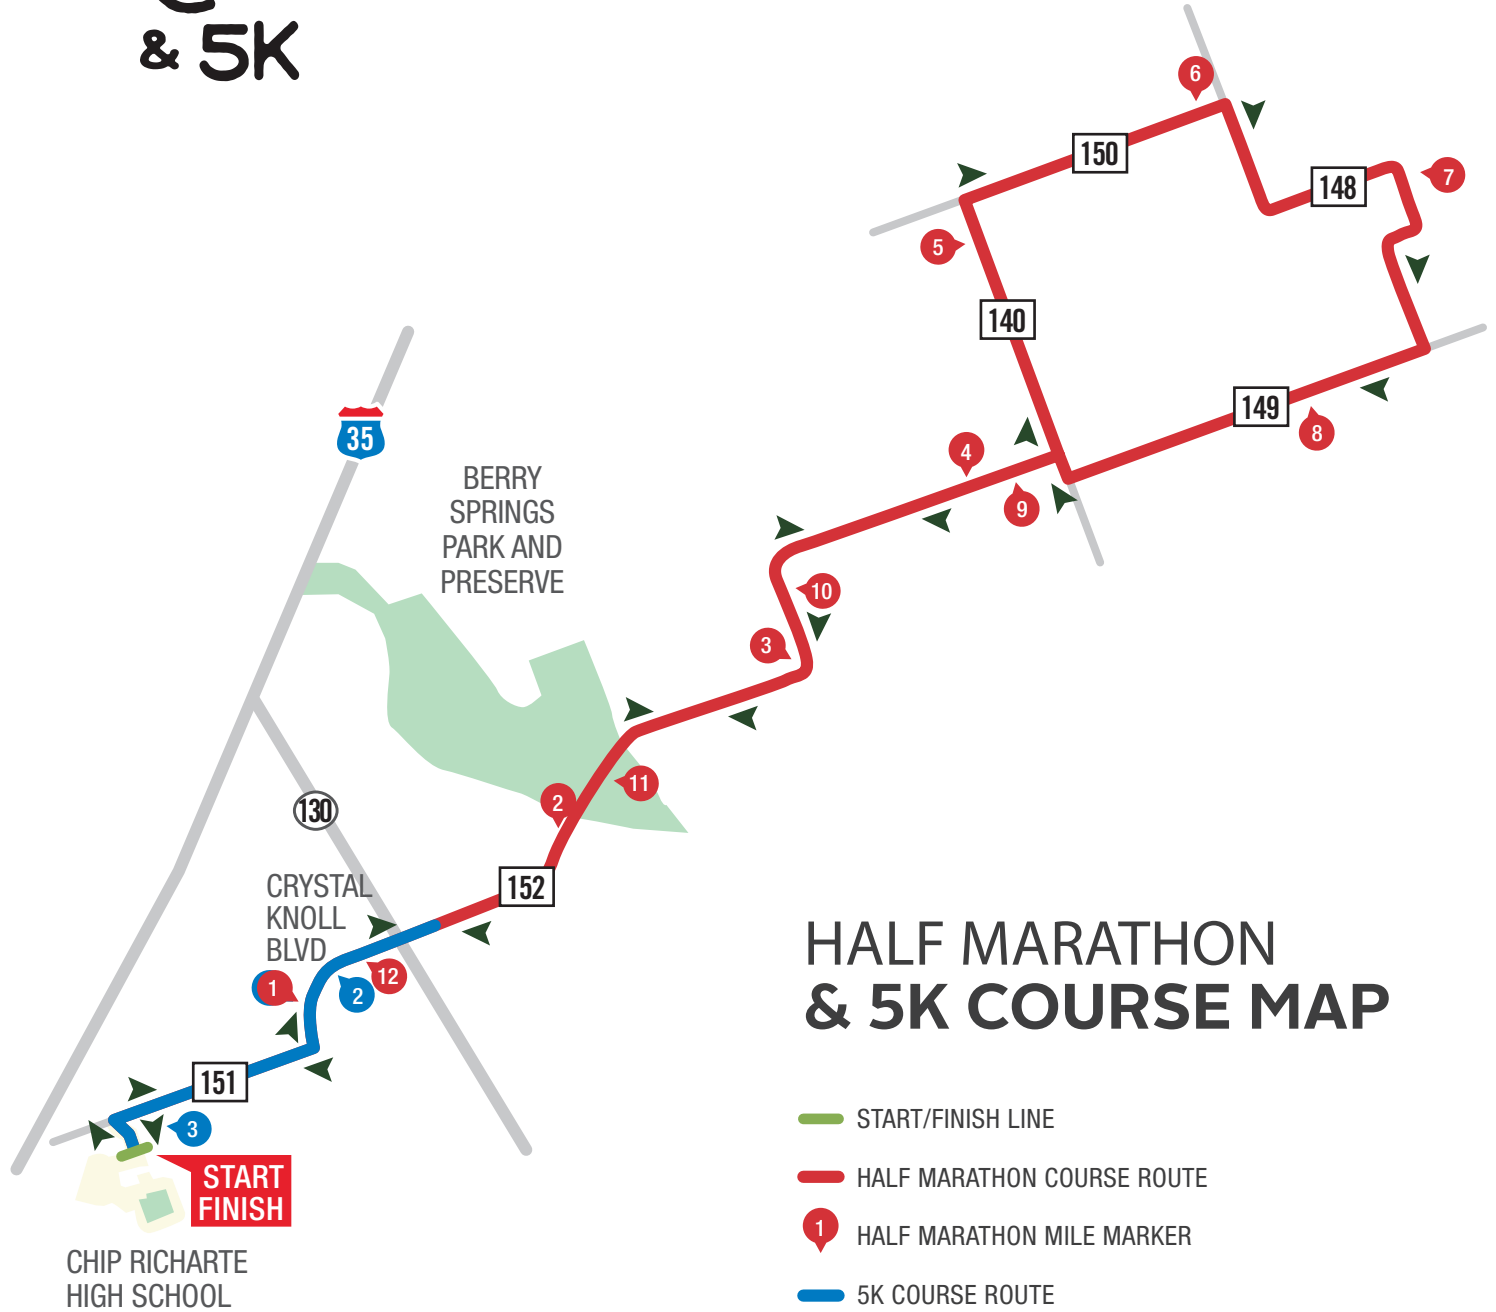 & 5K
6
150
148
7
5
140
35
149
8
4
9
BERRY
SPRINGS
PARK AND
PRESERVE
10
3
11
2
130
152
CRYSTAL
KNOLL
BLVD
12
1
2
151
3
START
FINISH
CHIP RICHARTE
HIGH SCHOOL
HALF MARATHON
& 5K COURSE MAP
START/FINISH LINE
HALF MARATHON COURSE ROUTE
1 HALF MARATHON MILE MARKER
5K COURSE ROUTE